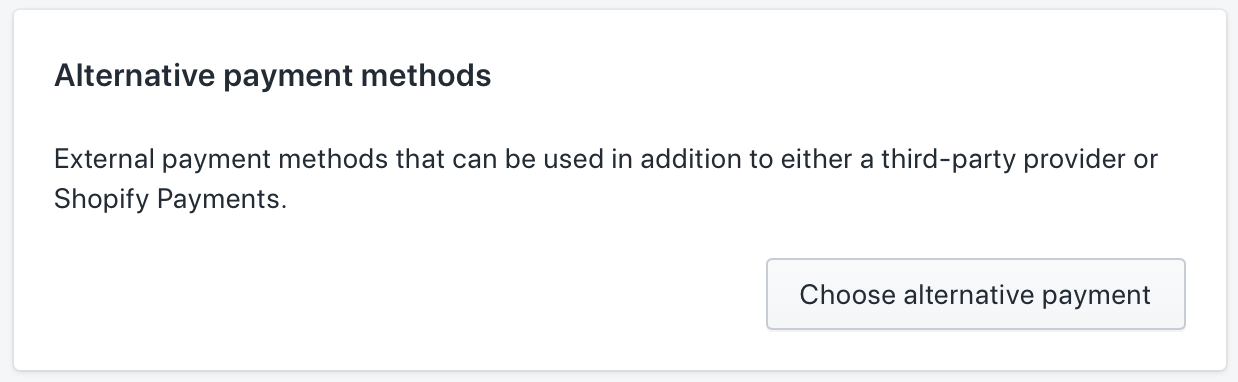 Alternative payment methods
External payment methods that can be used in addition to either a third-party provider or
Shopify Payments.
Choose alternative payment